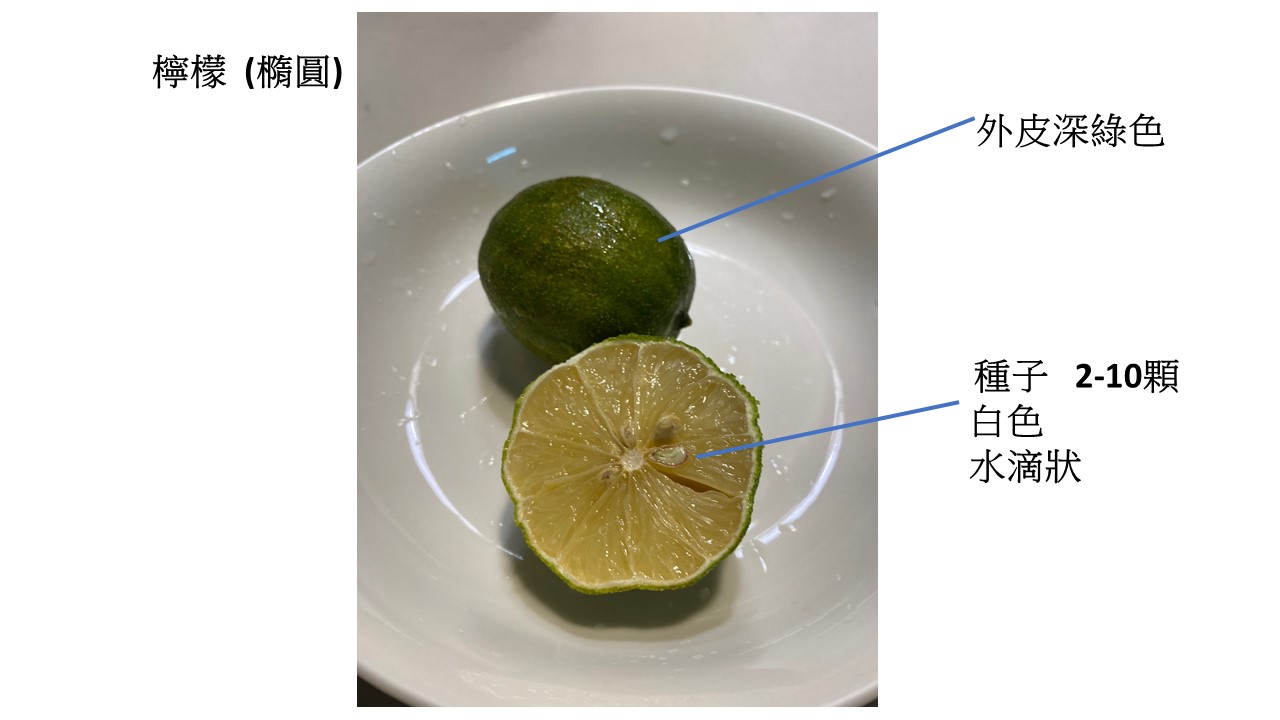 檸檬 (橢圓)
外皮深綠色
種子 2-10顆
白色
水滴狀